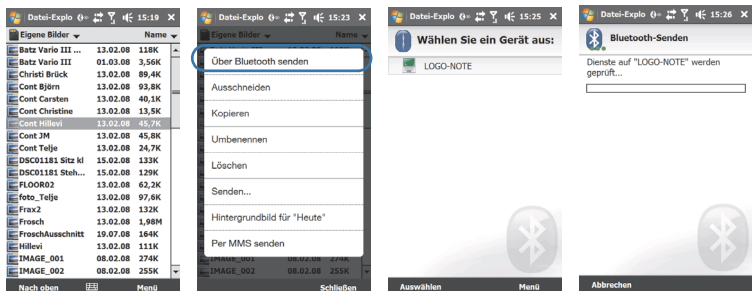 Datei-Explo 15:19
Eigene Bilder Name
Batz Vario III ... 13.02.08 118K
Batz Vario III 01.03.08 3,56K
Christi Brück 13.02.08 89,4K
Cont Björn 13.02.08 93,8K
Cont Carsten 13.02.08 40,1K
Cont Christine 13.02.08 13,5K
Cont Hillevi 13.02.08 45,7K
Cont JM 13.02.08 45,8K
Cont Telje 13.02.08 24,7K
DSC01181 Sitz kl 15.02.08 133K
DSC01181 Steh... 15.02.08 129K
FLOOR02 13.02.08 62,2K
foto_Telje 13.02.08 97,6K
Frax2 13.02.08 132K
Frosch 13.02.08 1,98M
FroschAusschnitt 19.07.08 164K
Hillevi 13.02.08 111K
IMAGE_001 08.02.08 274K
IMAGE_002 08.02.08 255K
Nach oben Menü
Datei-Explo 15:23
Eigene Bilder Name
Über Bluetooth senden
Ausschneiden
Kopieren
Umbenennen
Löschen
Senden...
Hintergrundbild für "Heute"
Per MMS senden
IMAGE_001 08.02.08 274K
IMAGE_002 08.02.08 255K
Schließen
Datei-Explo 15:25
Wählen Sie ein Gerät aus:
LOGO-NOTE
Auswählen Menü
Datei-Explo 15:26
Bluetooth-Senden
Dienste auf "LOGO-NOTE" werden
geprüft...
Abbrechen